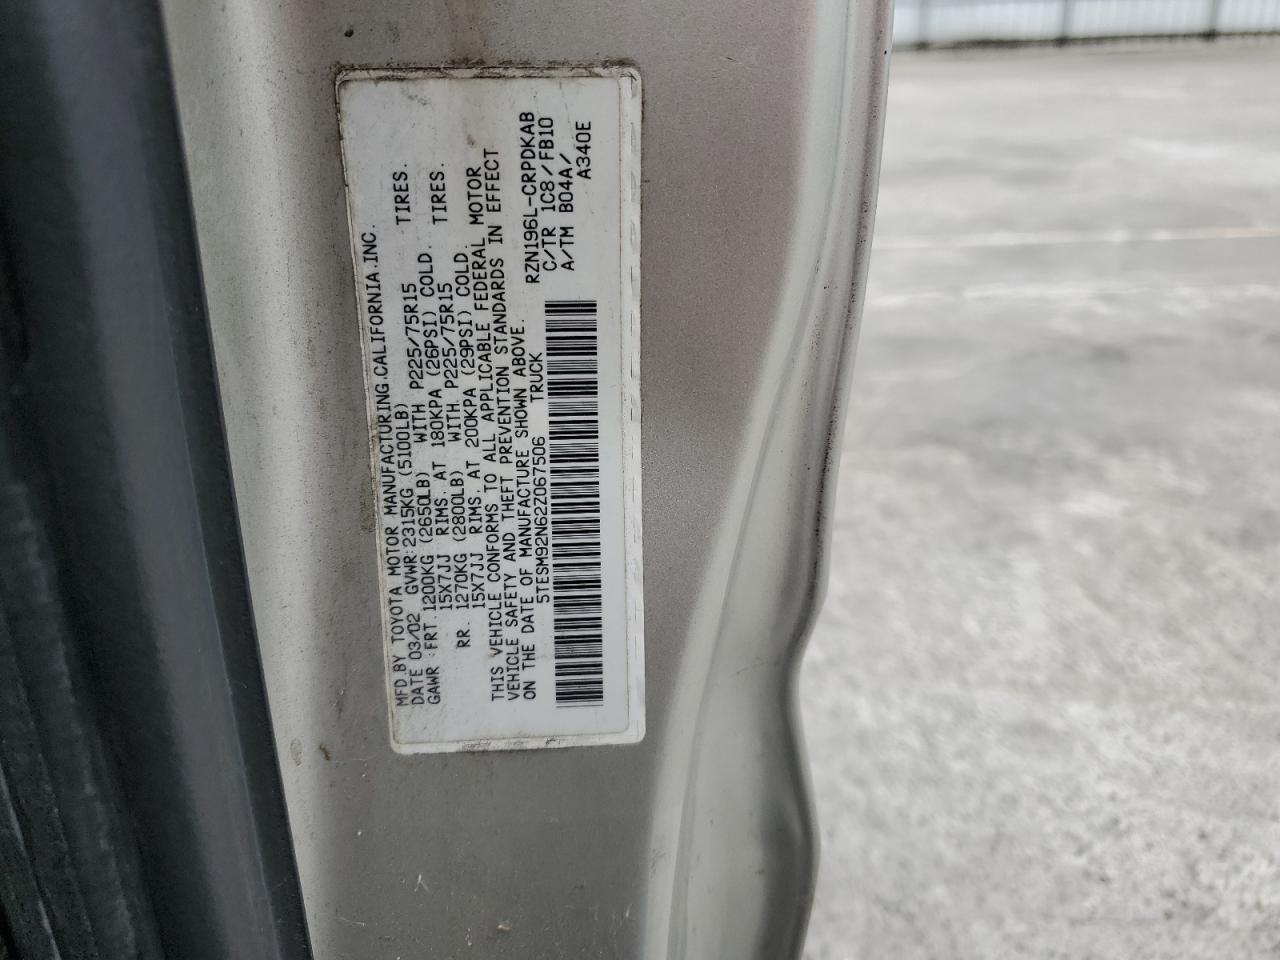 MFD.BY TOYOTA MOTOR MANUFACTURING.CALIFORNIA.INC.
DATE 03/02 GVWR:2315KG (5100LB)
GAWR :FRT.1200KG (2650LB) WITH P225/75R15 TIRES.
15X7JJ RIMS. AT 180KPA (26PSI) COLD.
RR. 1270KG (2800LB) WITH P225/75R15 TIRES.
15X7JJ RIMS. AT 200KPA (29PSI) COLD.
THIS VEHICLE CONFORMS TO ALL APPLICABLE FEDERAL MOTOR
VEHICLE SAFETY AND THEFT PREVENTION STANDARDS IN EFFECT
ON THE DATE OF MANUFACTURE SHOWN ABOVE.
5TESM92N62Z067506 TRUCK
RZN196L-CRPDKAB
C/TR 1C8/FB10
A/TM B04A/
A340E